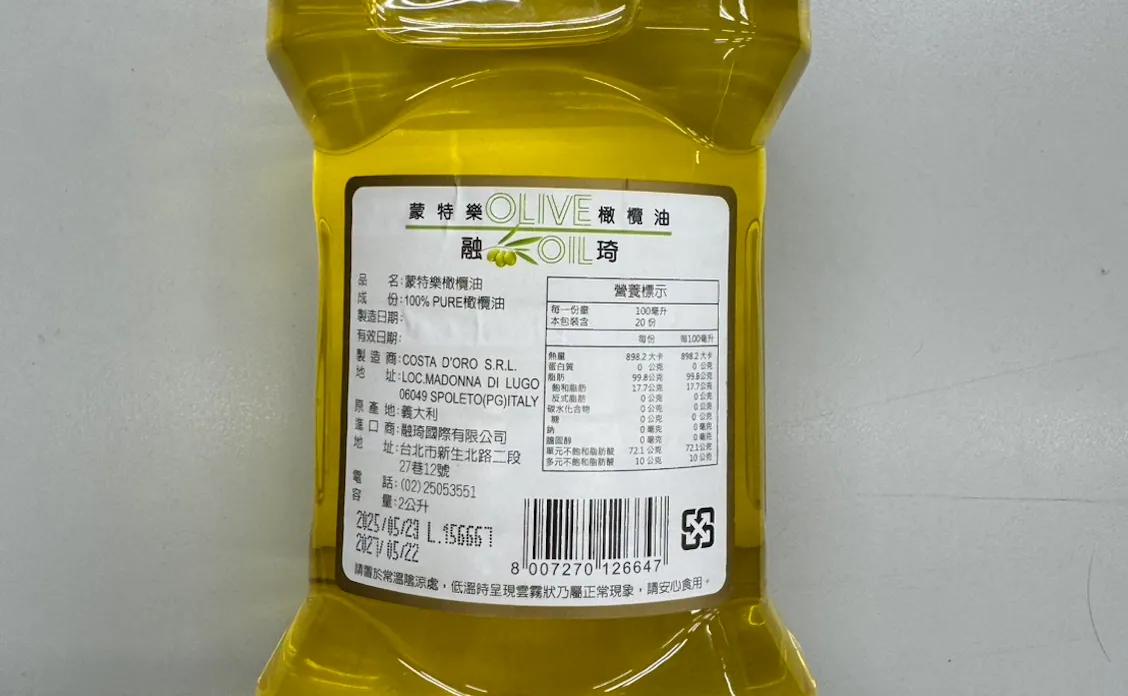 蒙特樂OLIVE橄欖油
融OIL琦
品　名:蒙特樂橄欖油
成　份:100% PURE橄欖油
製造日期:
有效日期:
製造商:COSTA D'ORO S.R.L.
地　址:LOC.MADONNA DI LUGO
06049 SPOLETO(PG)ITALY
原產地:義大利
進口商:融琦國際有限公司
地　址:台北市新生北路二段
27巷12號
電　話:(02)25053551
容　量:2公升
2025/05/23 L.156667
2027/05/22
營養標示
每一份量 100毫升
本包裝含 20 份
每份 每100毫升
熱量 898.2 大卡 898.2 大卡
蛋白質 0 公克 0 公克
脂肪 99.8公克 99.8公克
飽和脂肪 17.7公克 17.7公克
反式脂肪 0 公克 0 公克
碳水化合物 0 公克 0 公克
糖 0 公克 0 公克
鈉 0 毫克 0 毫克
膽固醇 0 毫克 0 毫克
單元不飽和脂肪酸 72.1 公克 72.1公克
多元不飽和脂肪酸 10 公克 10 公克
8 007270 126647
請置於常溫陰涼處，低溫時呈現雲霧狀乃屬正常現象，請安心食用。